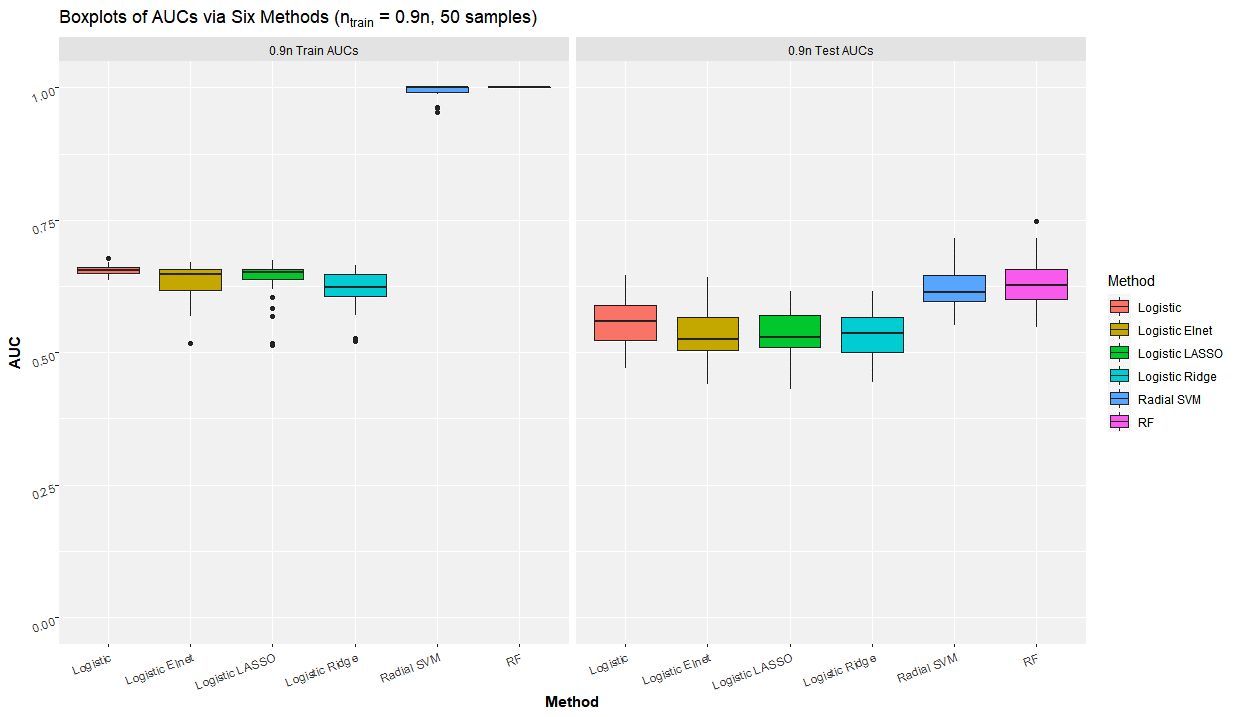 Boxplots of AUCs via Six Methods (ntrain = 0.9n, 50 samples)
0.9n Train AUCs
0.9n Test AUCs
1.00
0.75
0.50
0.25
0.00
AUC
Logistic
Logistic Elnet
Logistic LASSO
Logistic Ridge
Radial SVM
RF
Logistic
Logistic Elnet
Logistic LASSO
Logistic Ridge
Radial SVM
RF
Method
Method
Logistic
Logistic Elnet
Logistic LASSO
Logistic Ridge
Radial SVM
RF